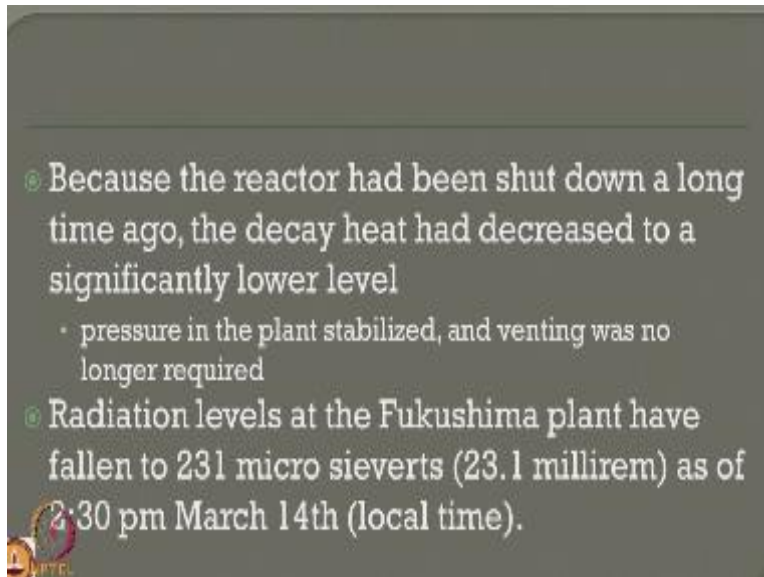 Because the reactor had been shut down a long
time ago, the decay heat had decreased to a
significantly lower level
pressure in the plant stabilized, and venting was no
longer required
Radiation levels at the Fukushima plant have
fallen to 231 micro sieverts (23.1 millirem) as of
2:30 pm March 14th (local time).
NPTEL